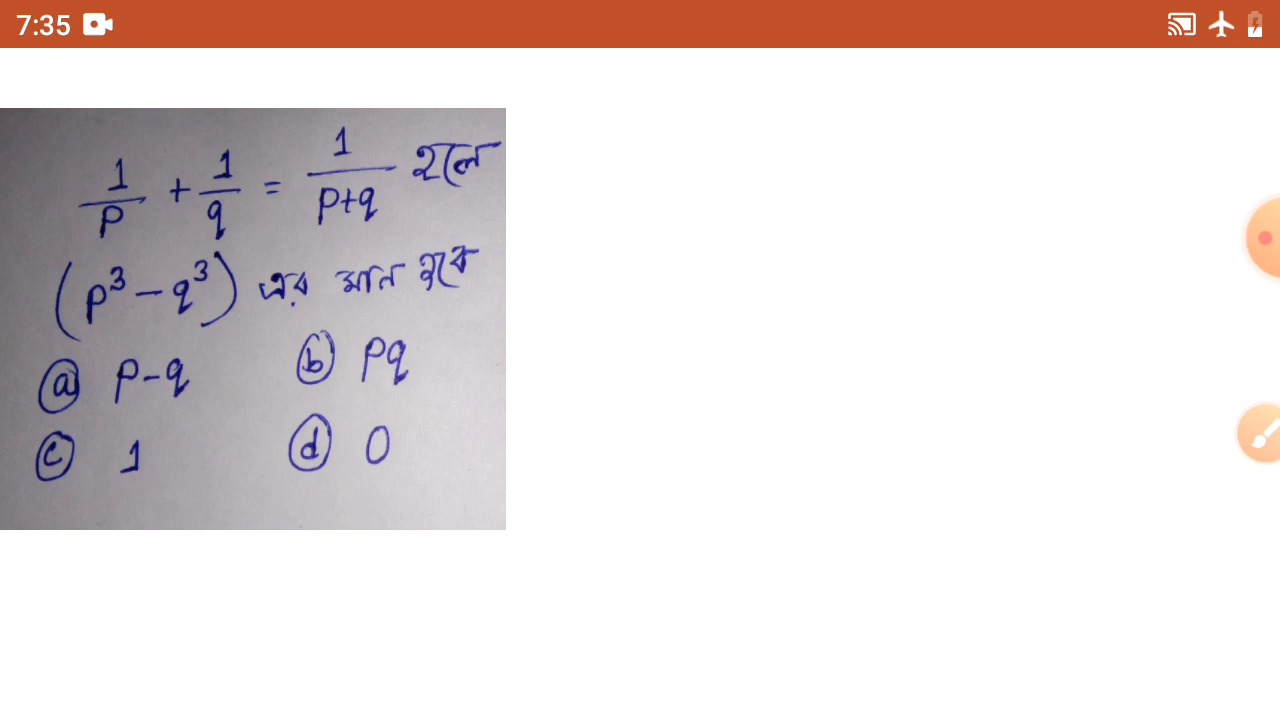 7:35
1/p + 1/q = 1/(p+q) হলে
(p³ - q³) এর মান হবে
ⓐ p-q ⓑ pq
ⓒ 1 ⓓ 0